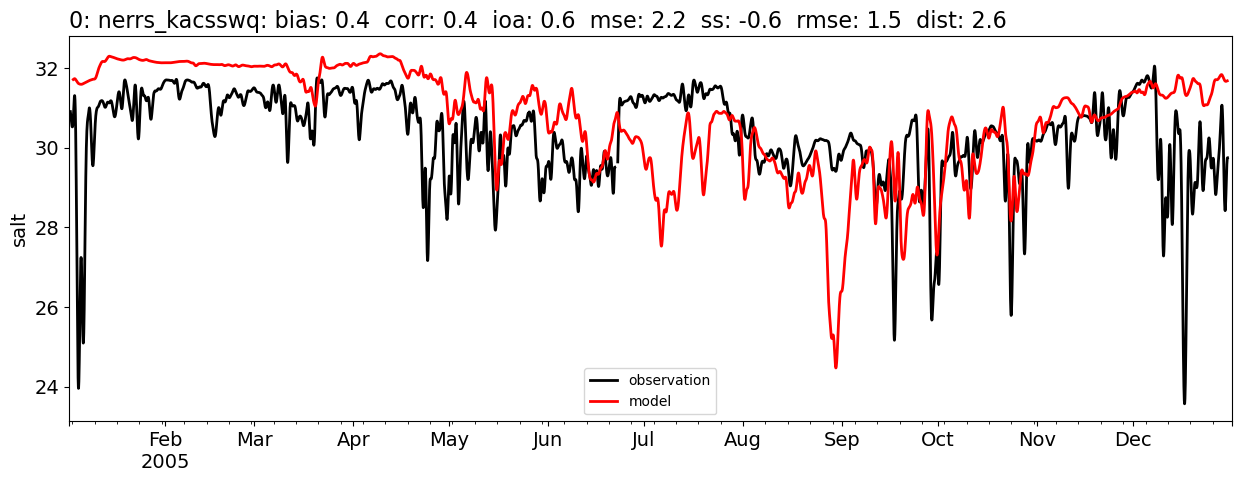 0: nerrs_kacsswq: bias: 0.4  corr: 0.4  ioa: 0.6  mse: 2.2  ss: -0.6  rmse: 1.5  dist: 2.6
32
30
28
26
24
salt
observation
model
Feb Mar Apr May Jun Jul Aug Sep Oct Nov Dec
2005